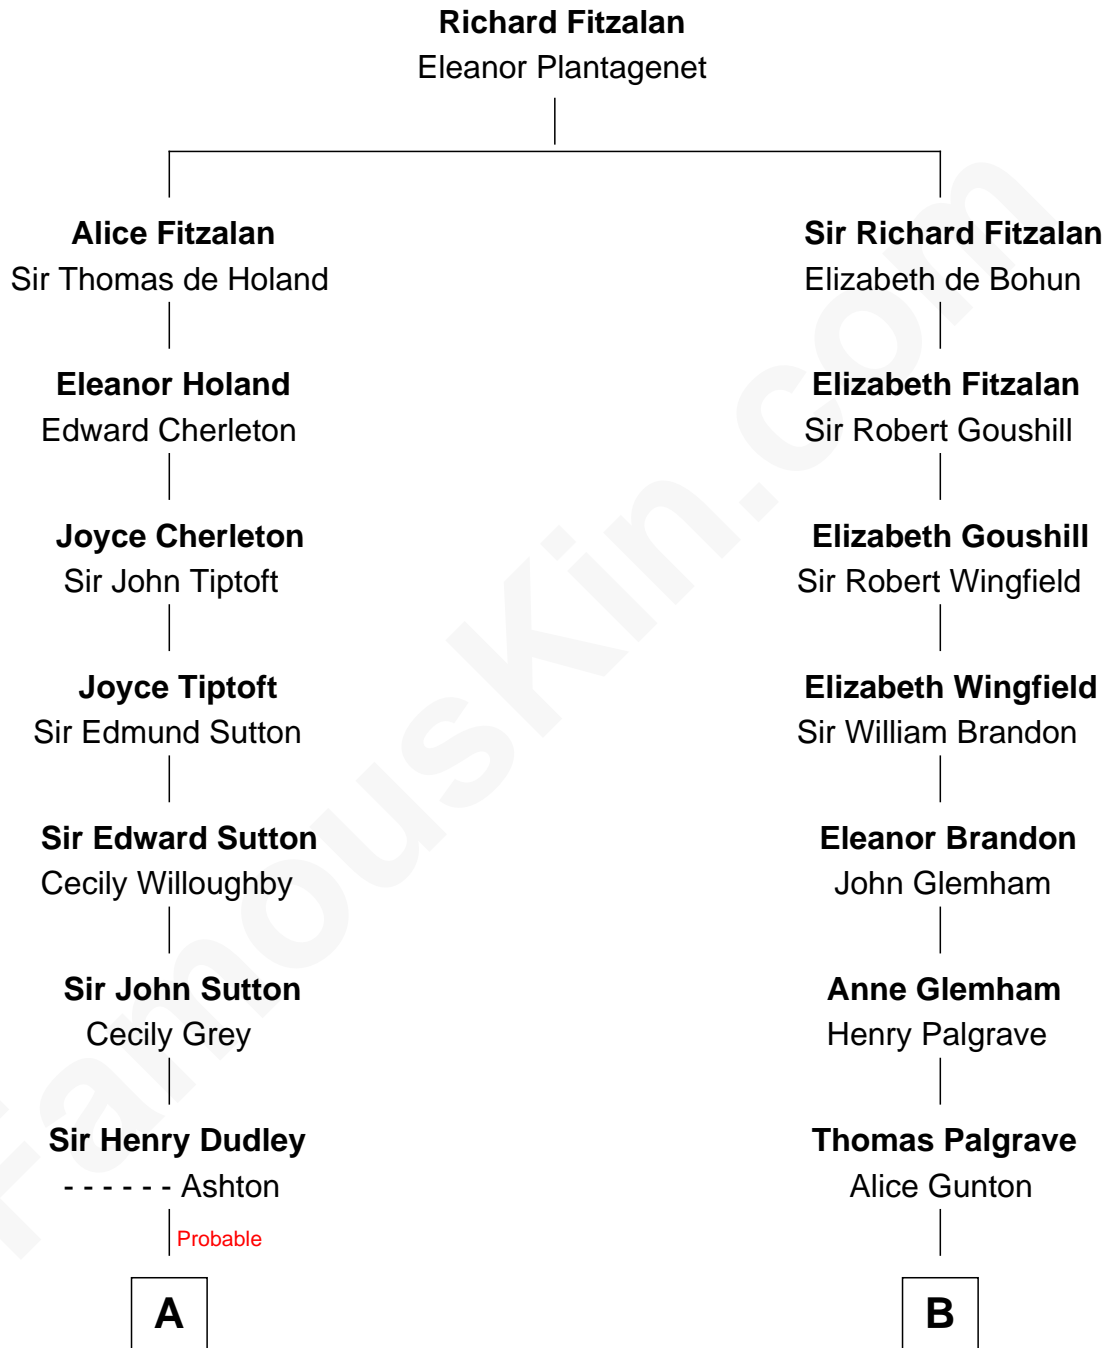 Richard Fitzalan
Eleanor Plantagenet
Alice Fitzalan
Sir Thomas de Holand
Sir Richard Fitzalan
Elizabeth de Bohun
Eleanor Holand
Edward Cherleton
Elizabeth Fitzalan
Sir Robert Goushill
Joyce Cherleton
Sir John Tiptoft
Elizabeth Goushill
Sir Robert Wingfield
Joyce Tiptoft
Sir Edmund Sutton
Elizabeth Wingfield
Sir William Brandon
Sir Edward Sutton
Cecily Willoughby
Eleanor Brandon
John Glemham
Sir John Sutton
Cecily Grey
Anne Glemham
Henry Palgrave
Sir Henry Dudley
- - - - - - Ashton
Thomas Palgrave
Alice Gunton
Probable
A
B
FamousKin.com